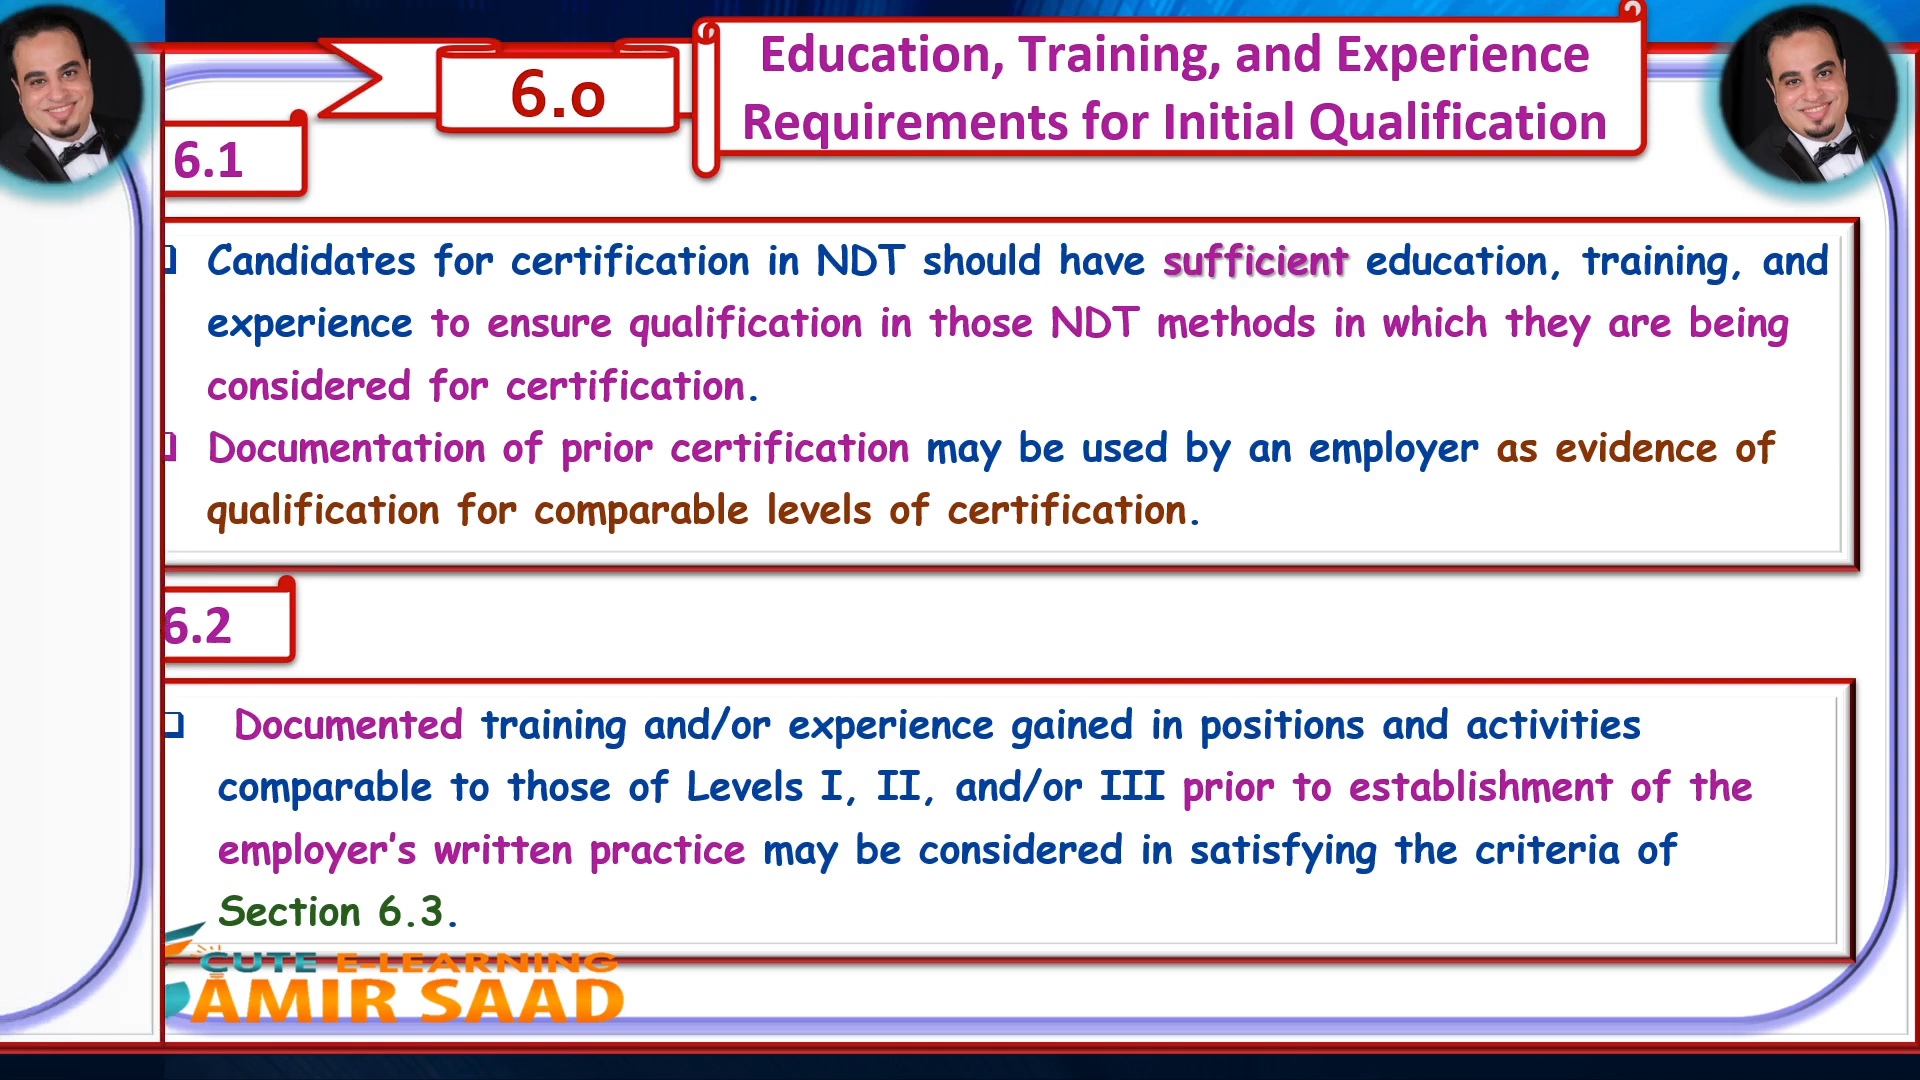 6.0
Education, Training, and Experience
Requirements for Initial Qualification
6.1
Candidates for certification in NDT should have sufficient education, training, and
experience to ensure qualification in those NDT methods in which they are being
considered for certification.
Documentation of prior certification may be used by an employer as evidence of
qualification for comparable levels of certification.
6.2
Documented training and/or experience gained in positions and activities
comparable to those of Levels I, II, and/or III prior to establishment of the
employer’s written practice may be considered in satisfying the criteria of
Section 6.3.
CUTE E-LEARNING
AMIR SAAD